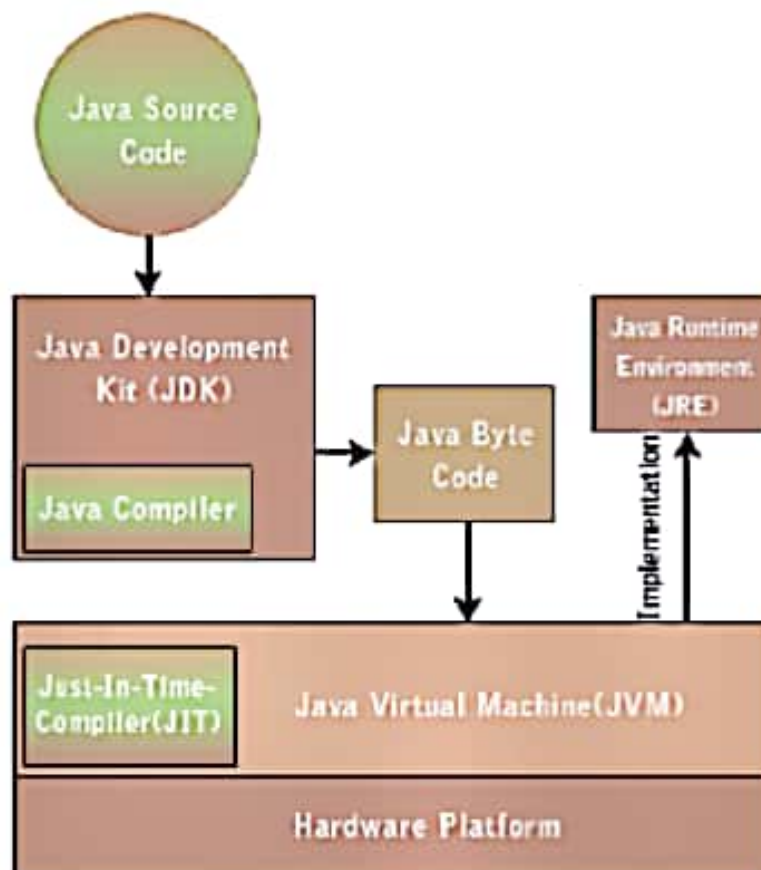 Java Source
Code
Java Development
Kit (JDK)
Java Compiler
Java Byte
Code
Java Runtime
Environment
(JRE)
Implementation
Just-In-Time-
Compiler(JIT)
Java Virtual Machine(JVM)
Hardware Platform